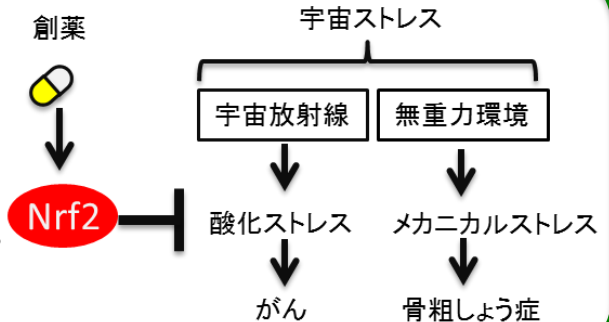 創薬
宇宙ストレス
宇宙放射線
無重力環境
Nrf2
酸化ストレス
メカニカルストレス
がん
骨粗しょう症